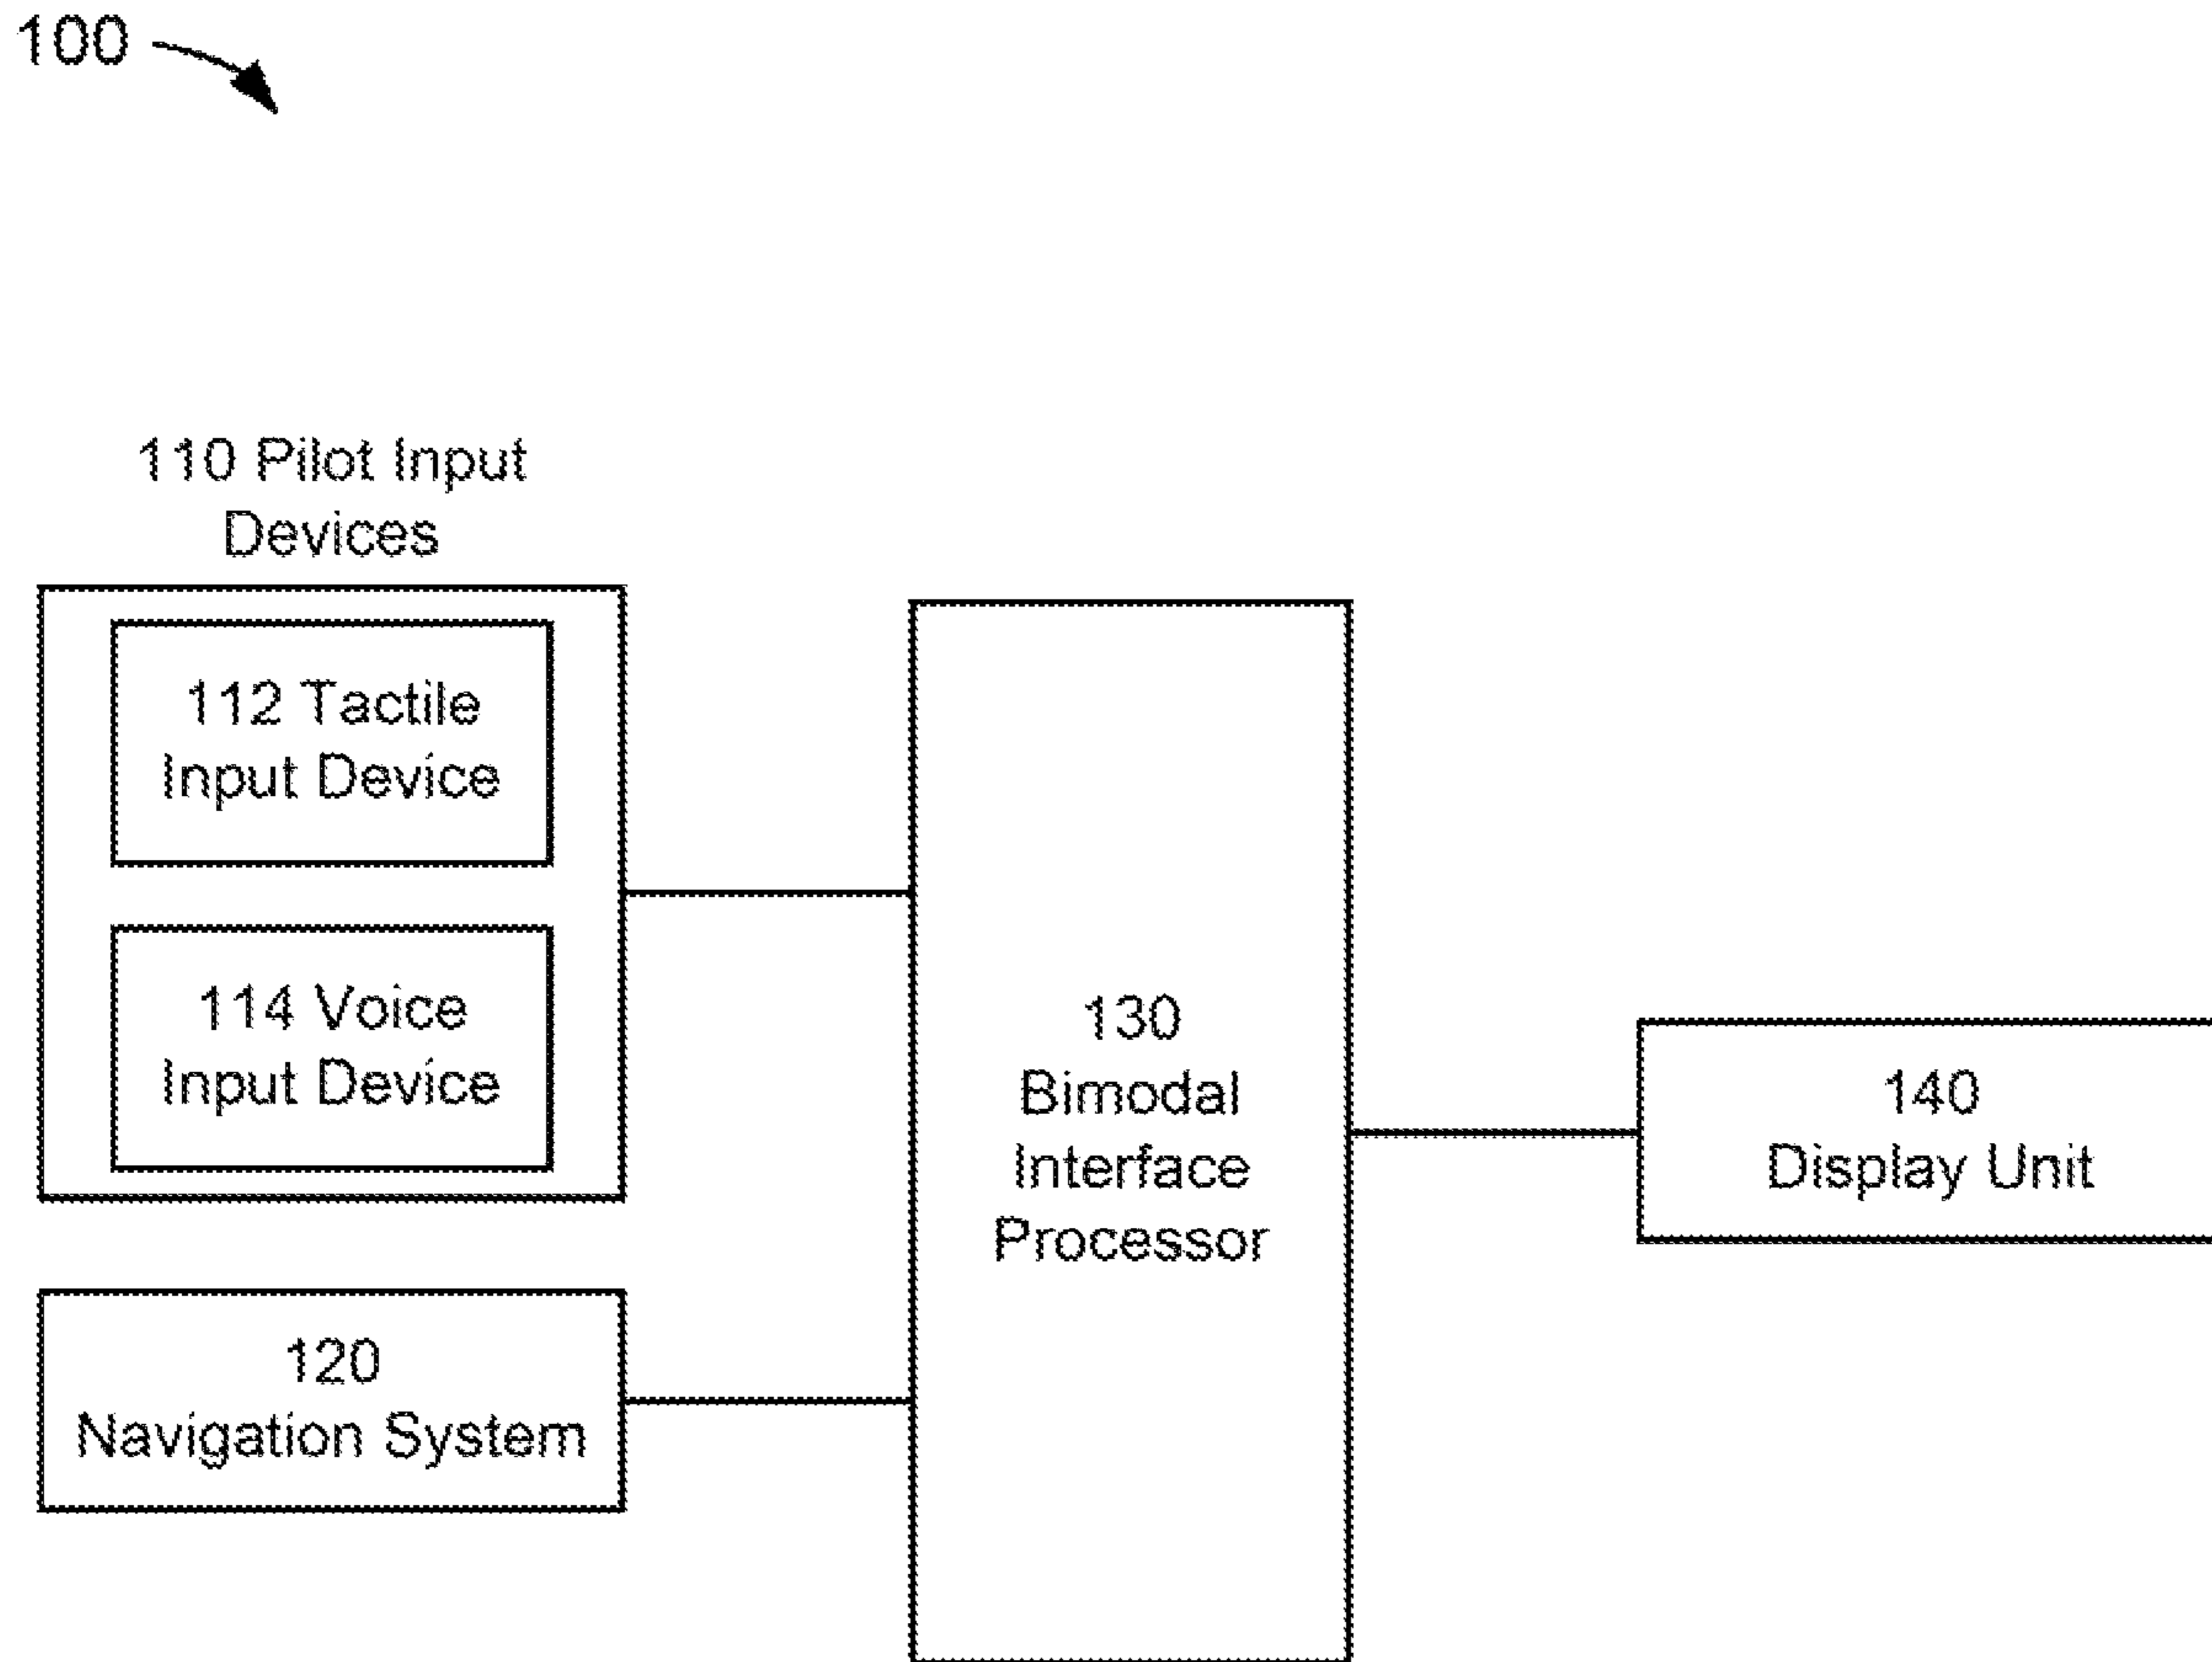 100
110 Pilot Input
Devices
112 Tactile
Input Device
114 Voice
Input Device
120
Navigation System
130
Bimodal
Interface
Processor
140
Display Unit